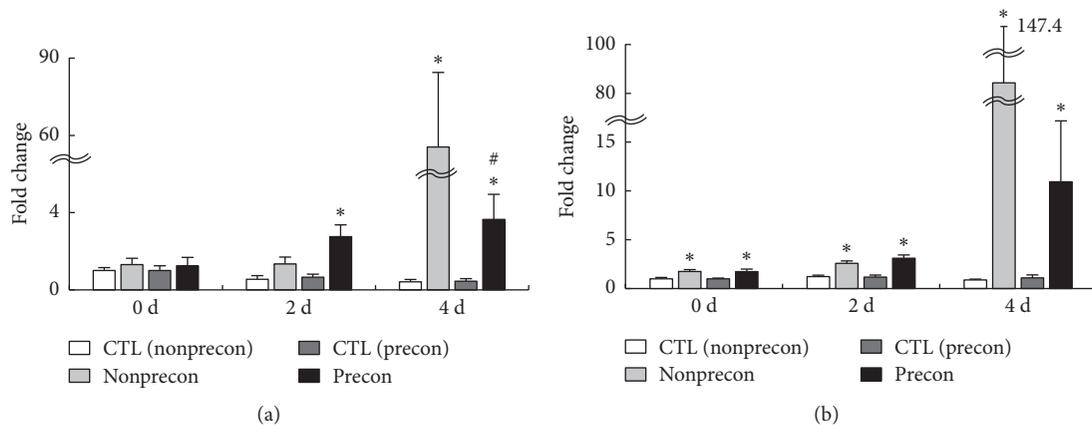 90
60
4
0
Fold change
*
*
#
*
0 d
2 d
4 d
CTL (nonprecon)
CTL (precon)
Nonprecon
Precon
(a)
100
80
15
10
5
0
Fold change
*
*
*
*
*
147.4
*
0 d
2 d
4 d
CTL (nonprecon)
CTL (precon)
Nonprecon
Precon
(b)